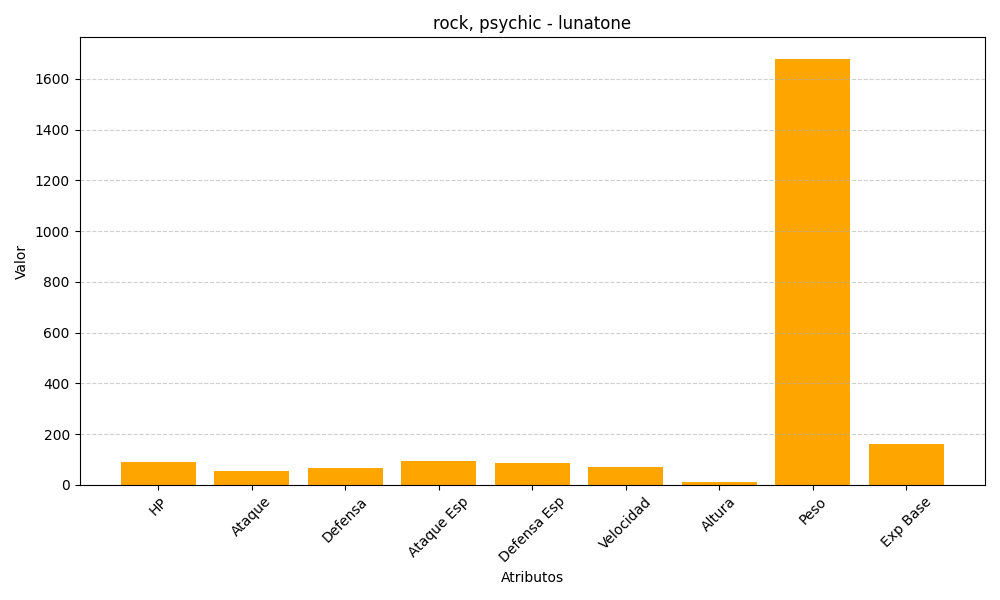 rock, psychic - lunatone
1600
1400
1200
1000
800
600
400
200
0
Valor
HP
Ataque
Defensa
Ataque Esp
Defensa Esp
Velocidad
Altura
Peso
Exp Base
Atributos